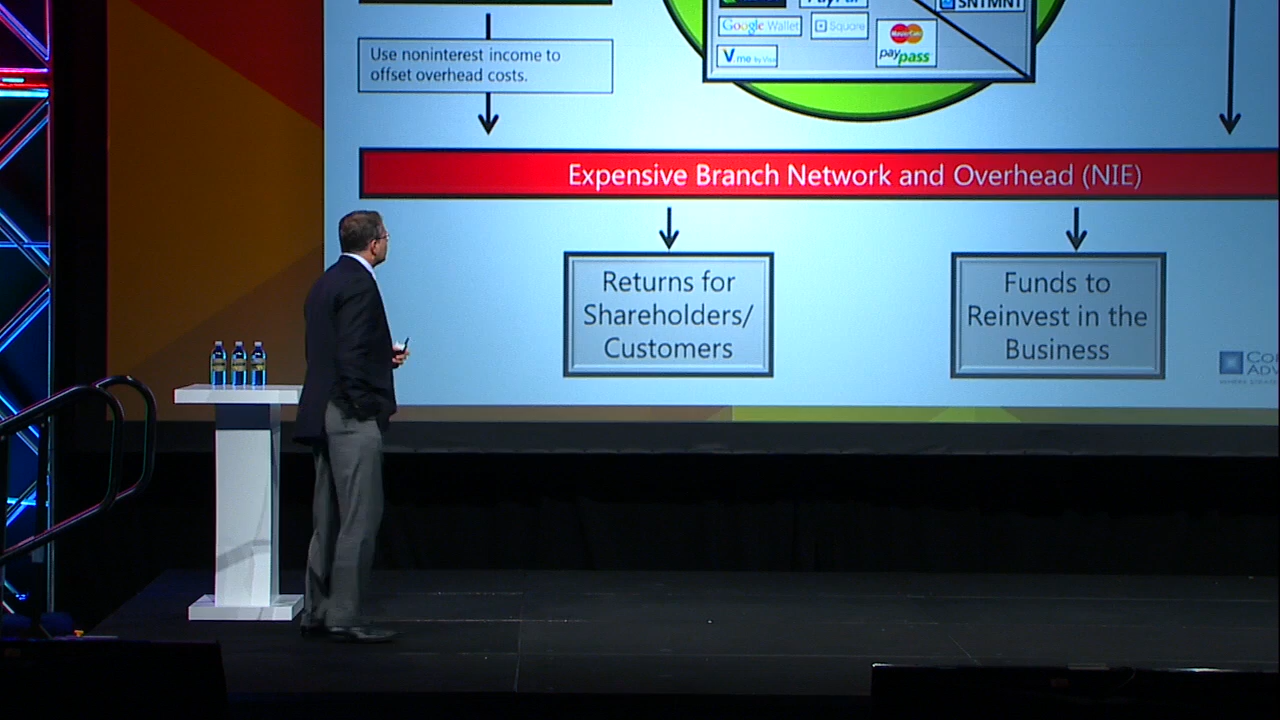 PayPal
SNTMNT
Google Wallet
Square
MasterCard
paypass
V.me by Visa
Use noninterest income to
offset overhead costs.
Expensive Branch Network and Overhead (NIE)
Returns for
Shareholders/
Customers
Funds to
Reinvest in the
Business